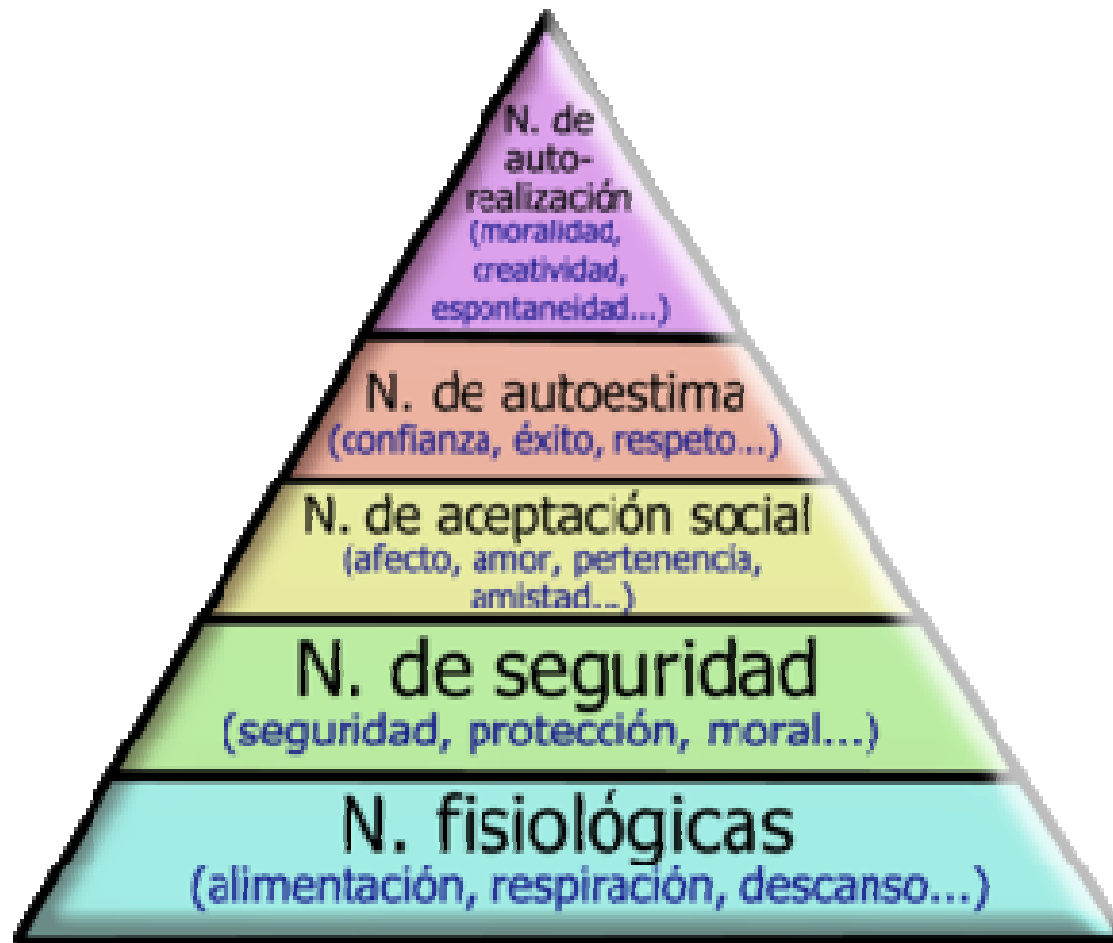 N. de
auto-
realización
(moralidad,
creatividad,
espontaneidad...)
N. de autoestima
(confianza, éxito, respeto...)
N. de aceptación social
(afecto, amor, pertenencia,
amistad...)
N. de seguridad
(seguridad, protección, moral...)
N. fisiológicas
(alimentación, respiración, descanso...)